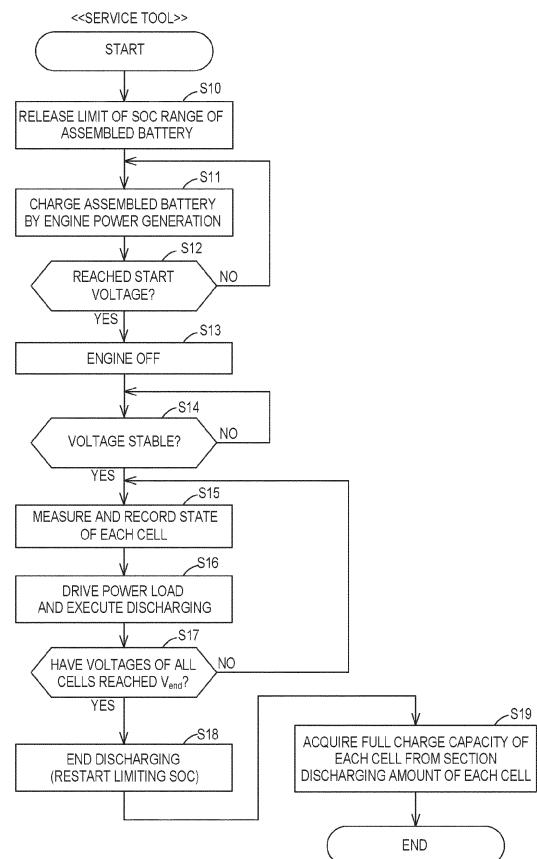 <<SERVICE TOOL>>
START
S10
RELEASE LIMIT OF SOC RANGE OF
ASSEMBLED BATTERY
S11
CHARGE ASSEMBLED BATTERY
BY ENGINE POWER GENERATION
S12
REACHED START
VOLTAGE?
NO
YES
S13
ENGINE OFF
S14
VOLTAGE STABLE?
NO
YES
S15
MEASURE AND RECORD STATE
OF EACH CELL
S16
DRIVE POWER LOAD
AND EXECUTE DISCHARGING
S17
HAVE VOLTAGES OF ALL
CELLS REACHED Vend?
NO
YES
S18
END DISCHARGING
(RESTART LIMITING SOC)
S19
ACQUIRE FULL CHARGE CAPACITY OF
EACH CELL FROM SECTION
DISCHARGING AMOUNT OF EACH CELL
END